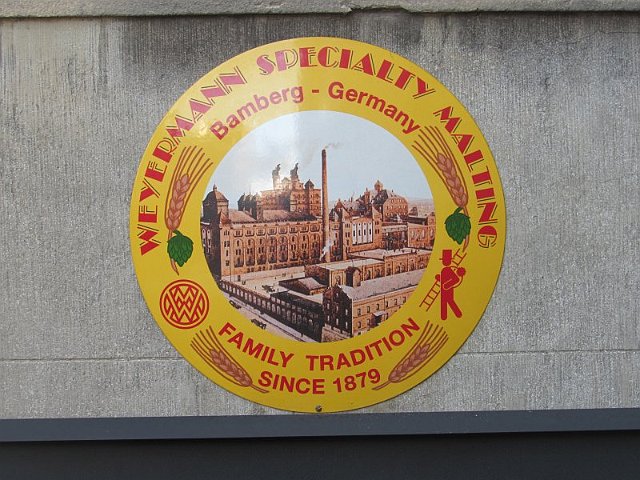 WEYERMANN SPECIALTY MALTING
Bamberg - Germany
FAMILY TRADITION
SINCE 1879